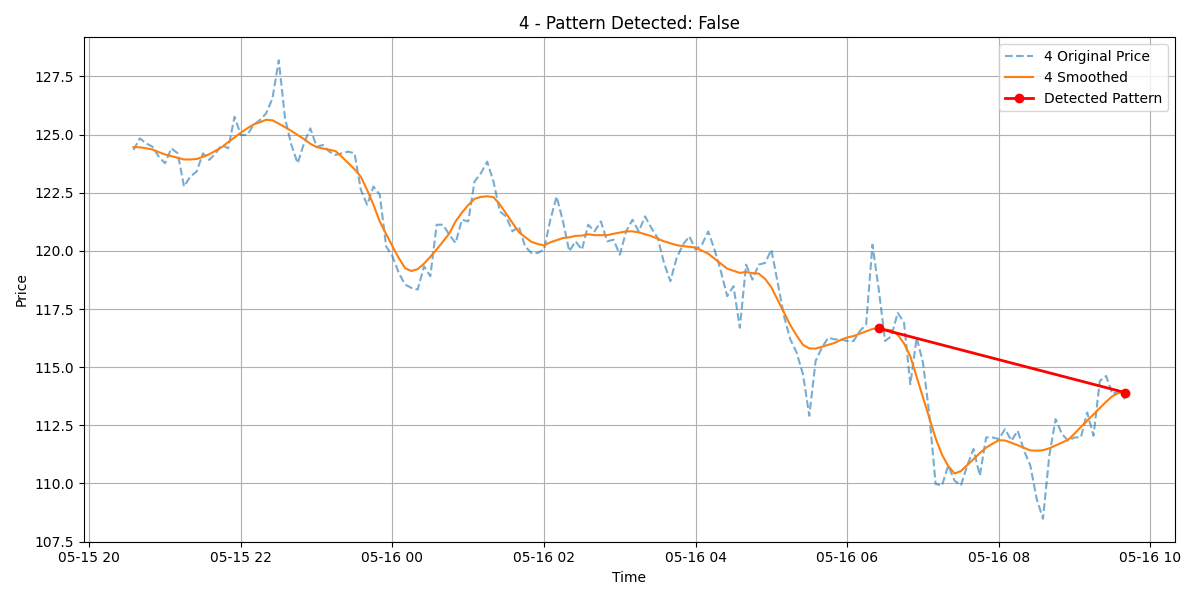 4 - Pattern Detected: False
4 Original Price
4 Smoothed
Detected Pattern
Price
127.5
125.0
122.5
120.0
117.5
115.0
112.5
110.0
107.5
05-15 20 05-15 22 05-16 00 05-16 02 05-16 04 05-16 06 05-16 08 05-16 10
Time